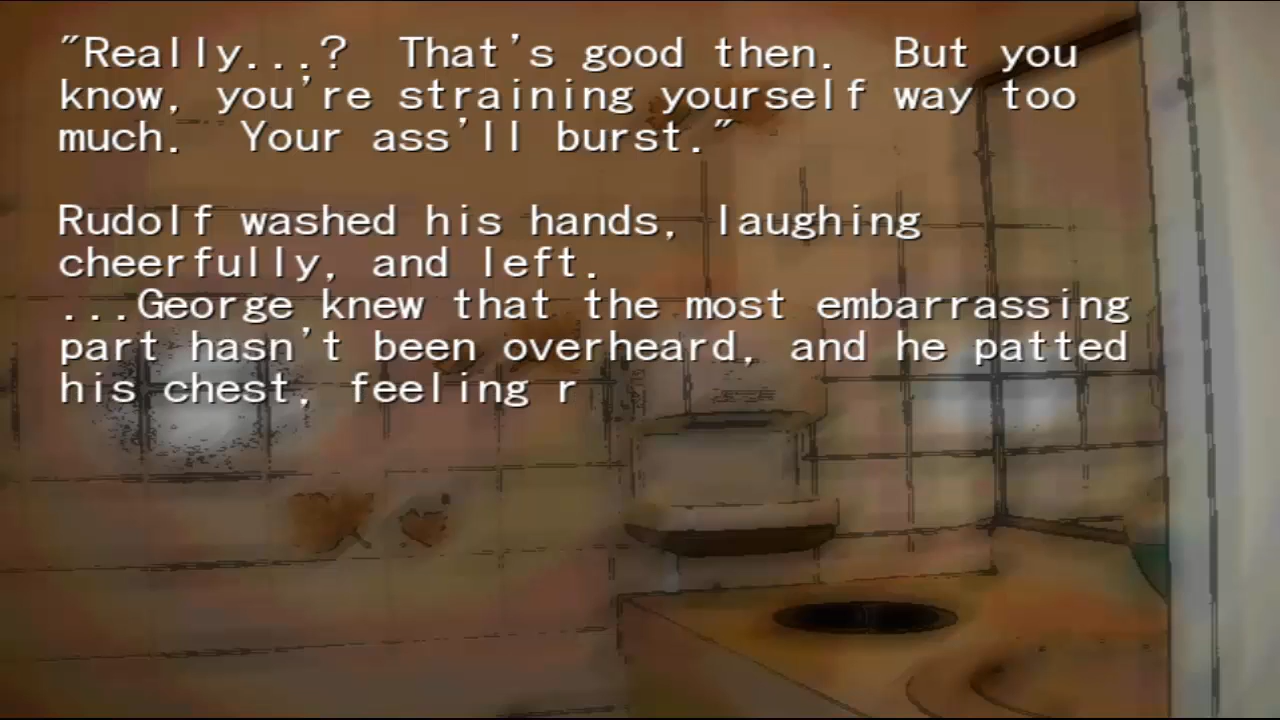 "Really...?  That's good then.  But you
know, you're straining yourself way too
much.  Your ass'll burst."
Rudolf washed his hands, laughing
cheerfully, and left.
...George knew that the most embarrassing
part hasn't been overheard, and he patted
his chest, feeling r